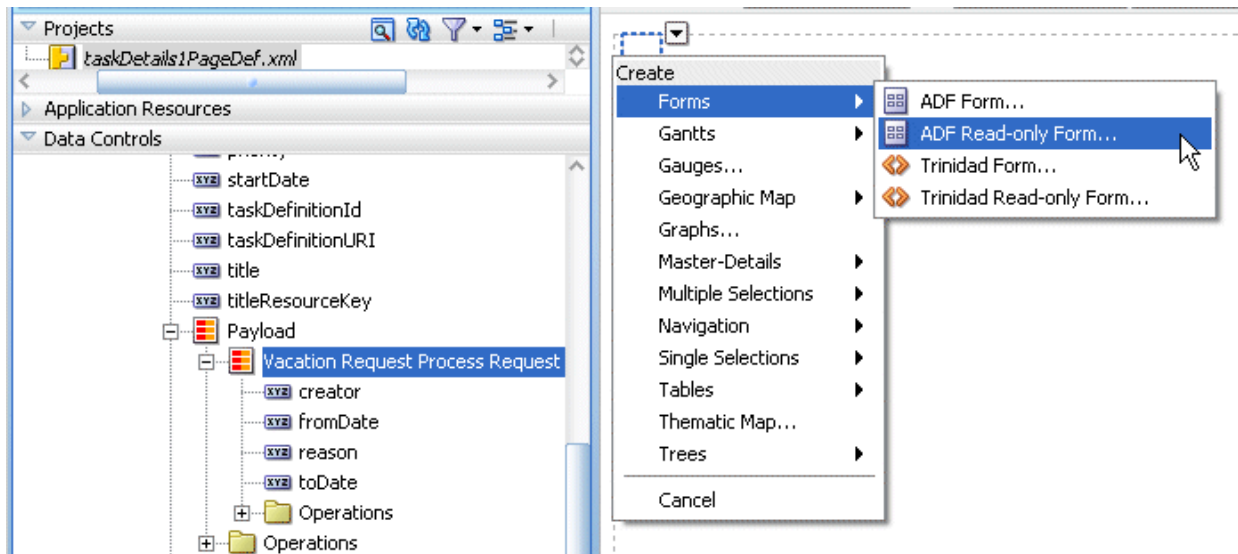 Projects
taskDetails1PageDef.xml
Application Resources
Data Controls
priority
startDate
taskDefinitionId
taskDefinitionURI
title
titleResourceKey
Payload
Vacation Request Process Request
creator
fromDate
reason
toDate
Operations
Operations
Create
Forms
Gantts
Gauges...
Geographic Map
Graphs...
Master-Details
Multiple Selections
Navigation
Single Selections
Tables
Thematic Map...
Trees
Cancel
ADF Form...
ADF Read-only Form...
Trinidad Form...
Trinidad Read-only Form...